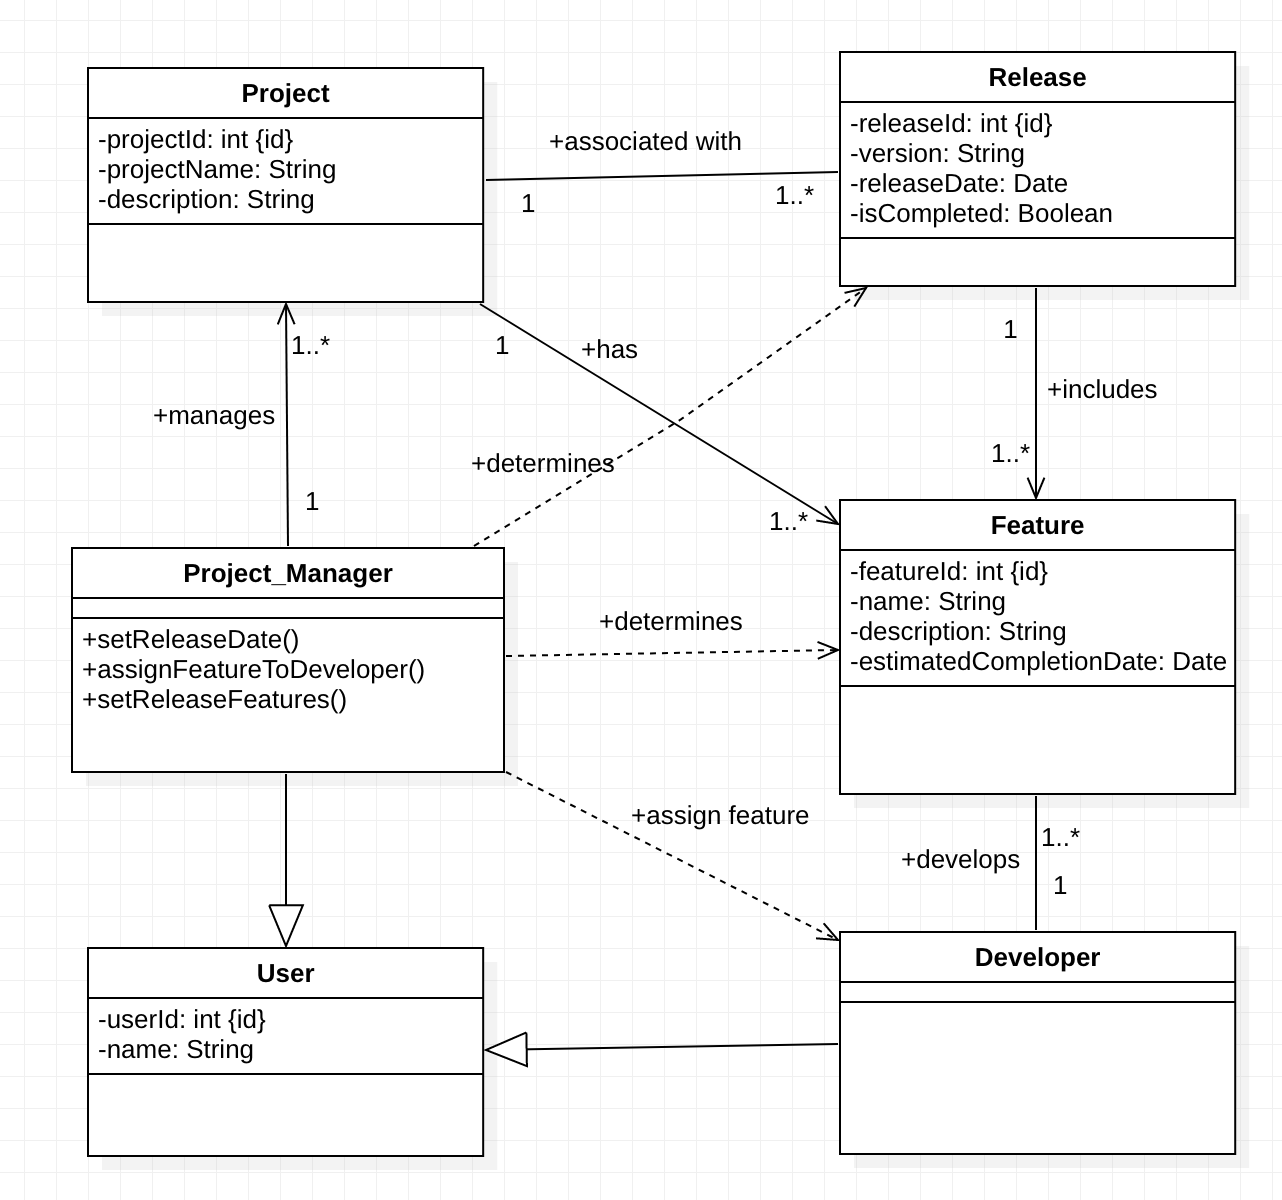 Project
-projectId: int {id}
-projectName: String
-description: String
+associated with
1
1..*
Release
-releaseId: int {id}
-version: String
-releaseDate: Date
-isCompleted: Boolean
1..*
+manages
1
1
+has
1..*
+determines
1
+includes
1..*
Project_Manager
+setReleaseDate()
+assignFeatureToDeveloper()
+setReleaseFeatures()
+determines
Feature
-featureId: int {id}
-name: String
-description: String
-estimatedCompletionDate: Date
+assign feature
+develops
1..*
1
User
-userId: int {id}
-name: String
Developer